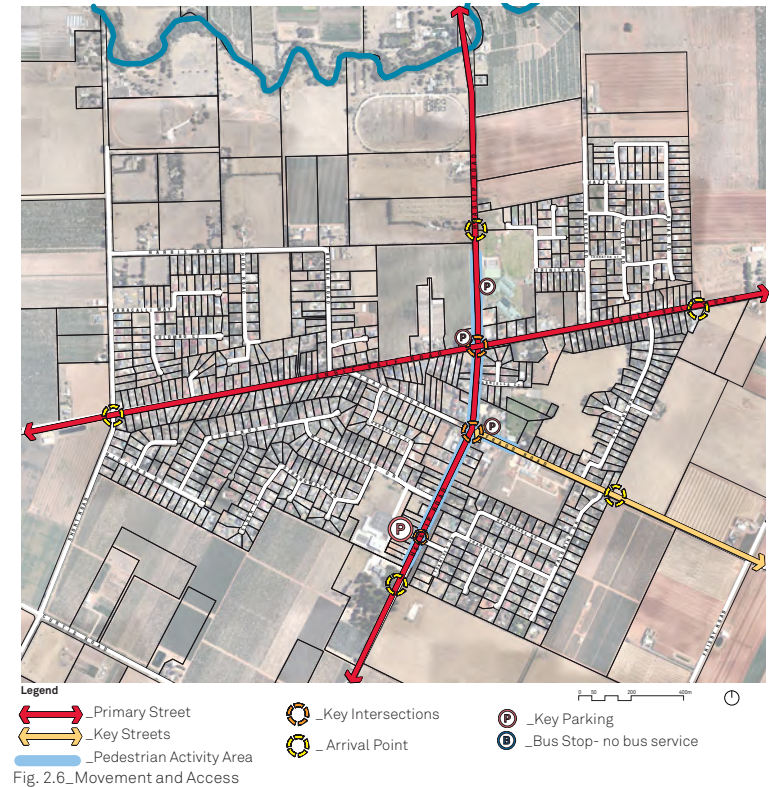 P
P
P
P
Legend
_Primary Street
_Key Streets
_Pedestrian Activity Area
_Key Intersections
_ Arrival Point
0 50 200 400m
P _Key Parking
B _Bus Stop- no bus service
Fig. 2.6_Movement and Access